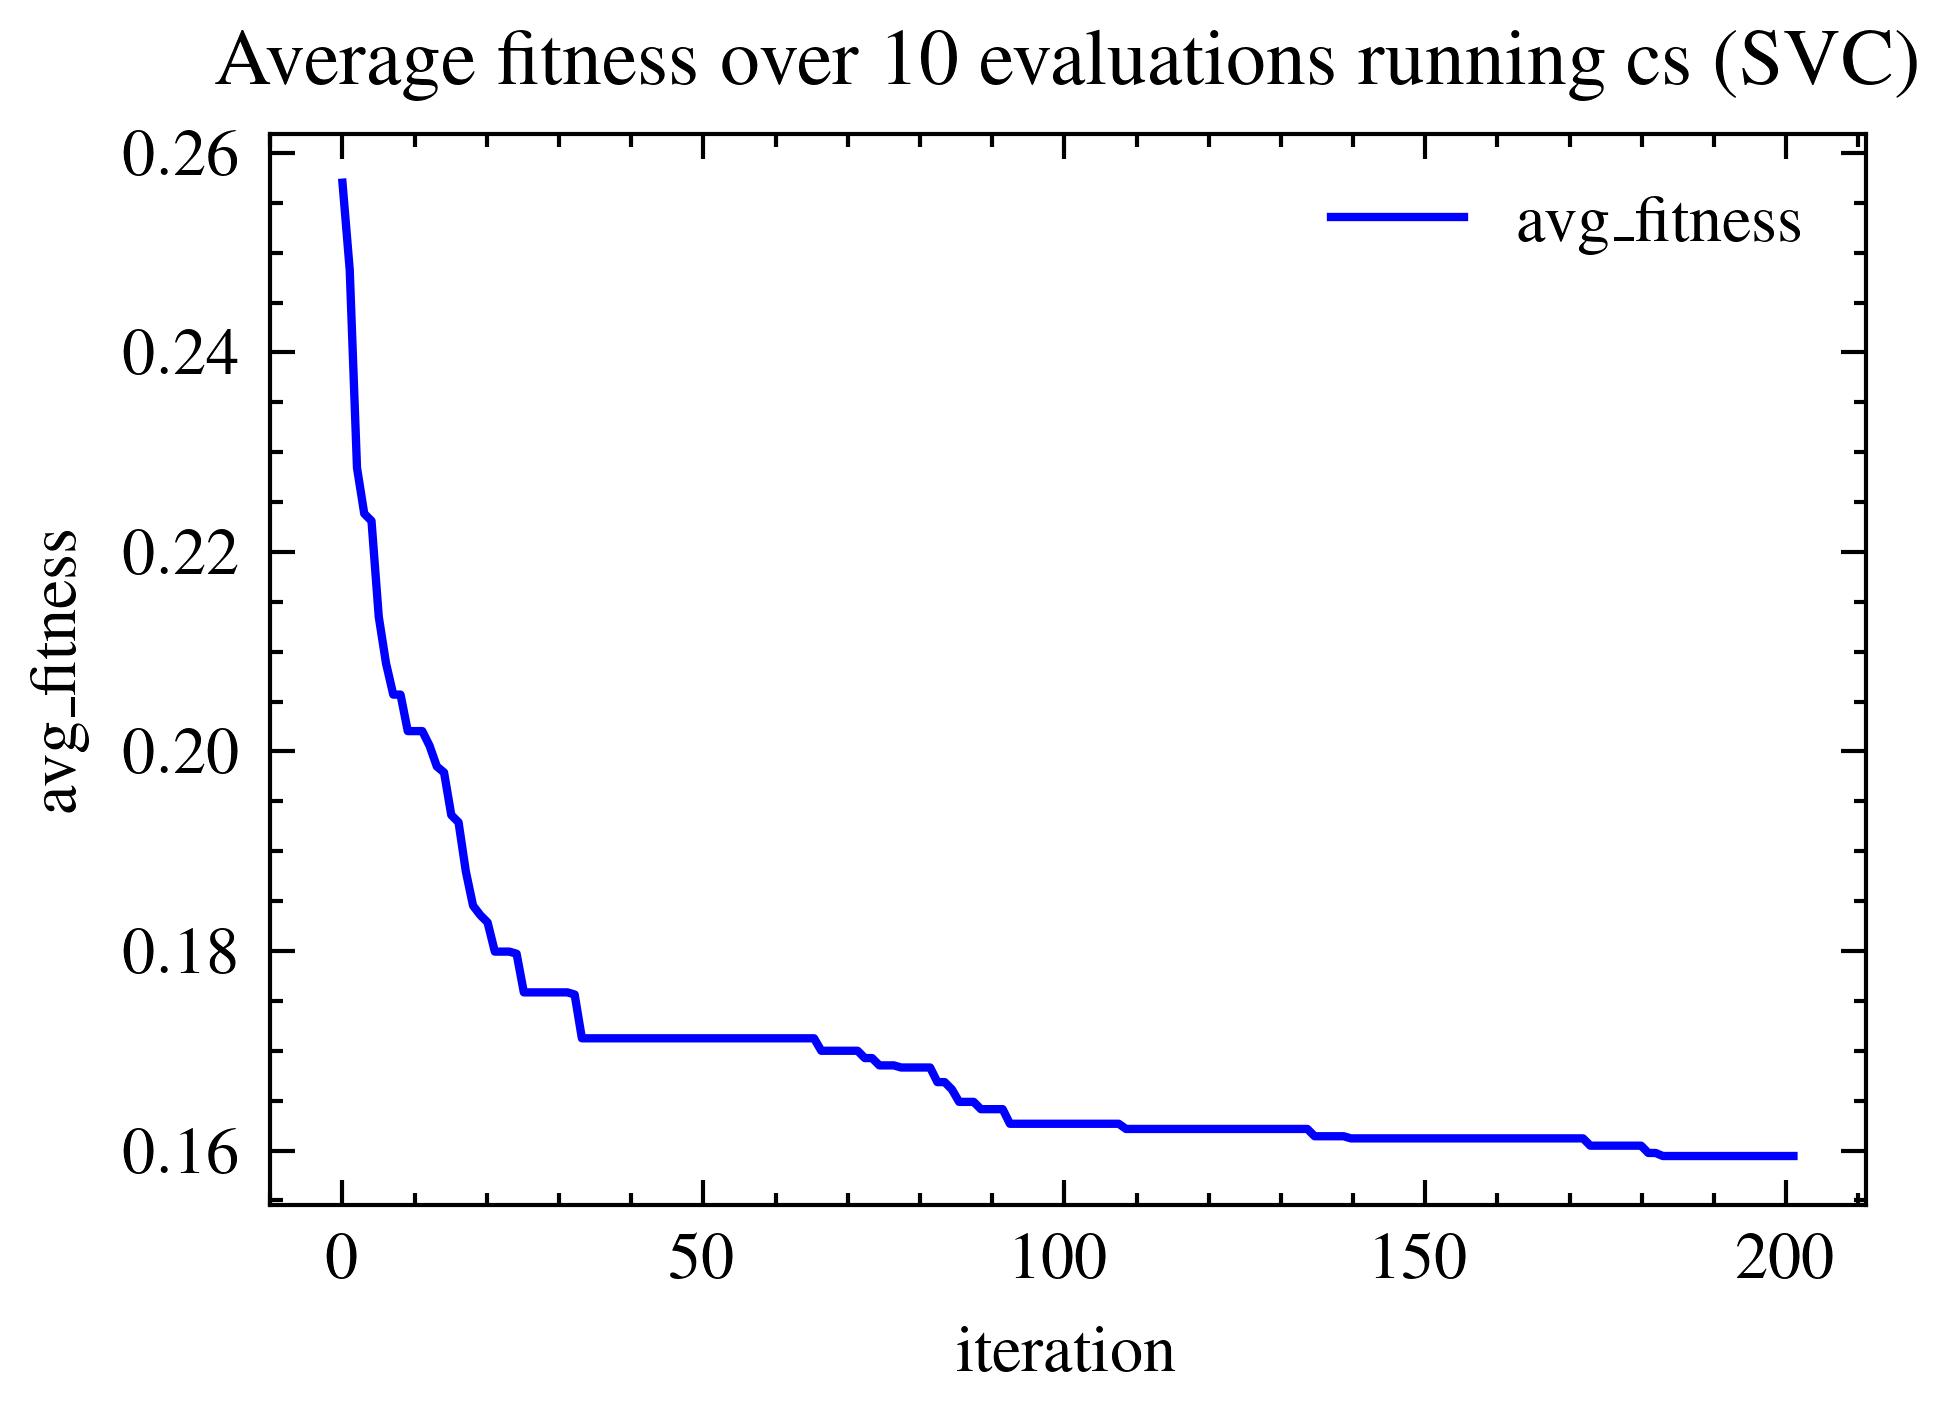 Average fitness over 10 evaluations running cs (SVC)
avg_fitness
0.26
0.24
0.22
0.20
0.18
0.16
avg_fitness
0 50 100 150 200
iteration